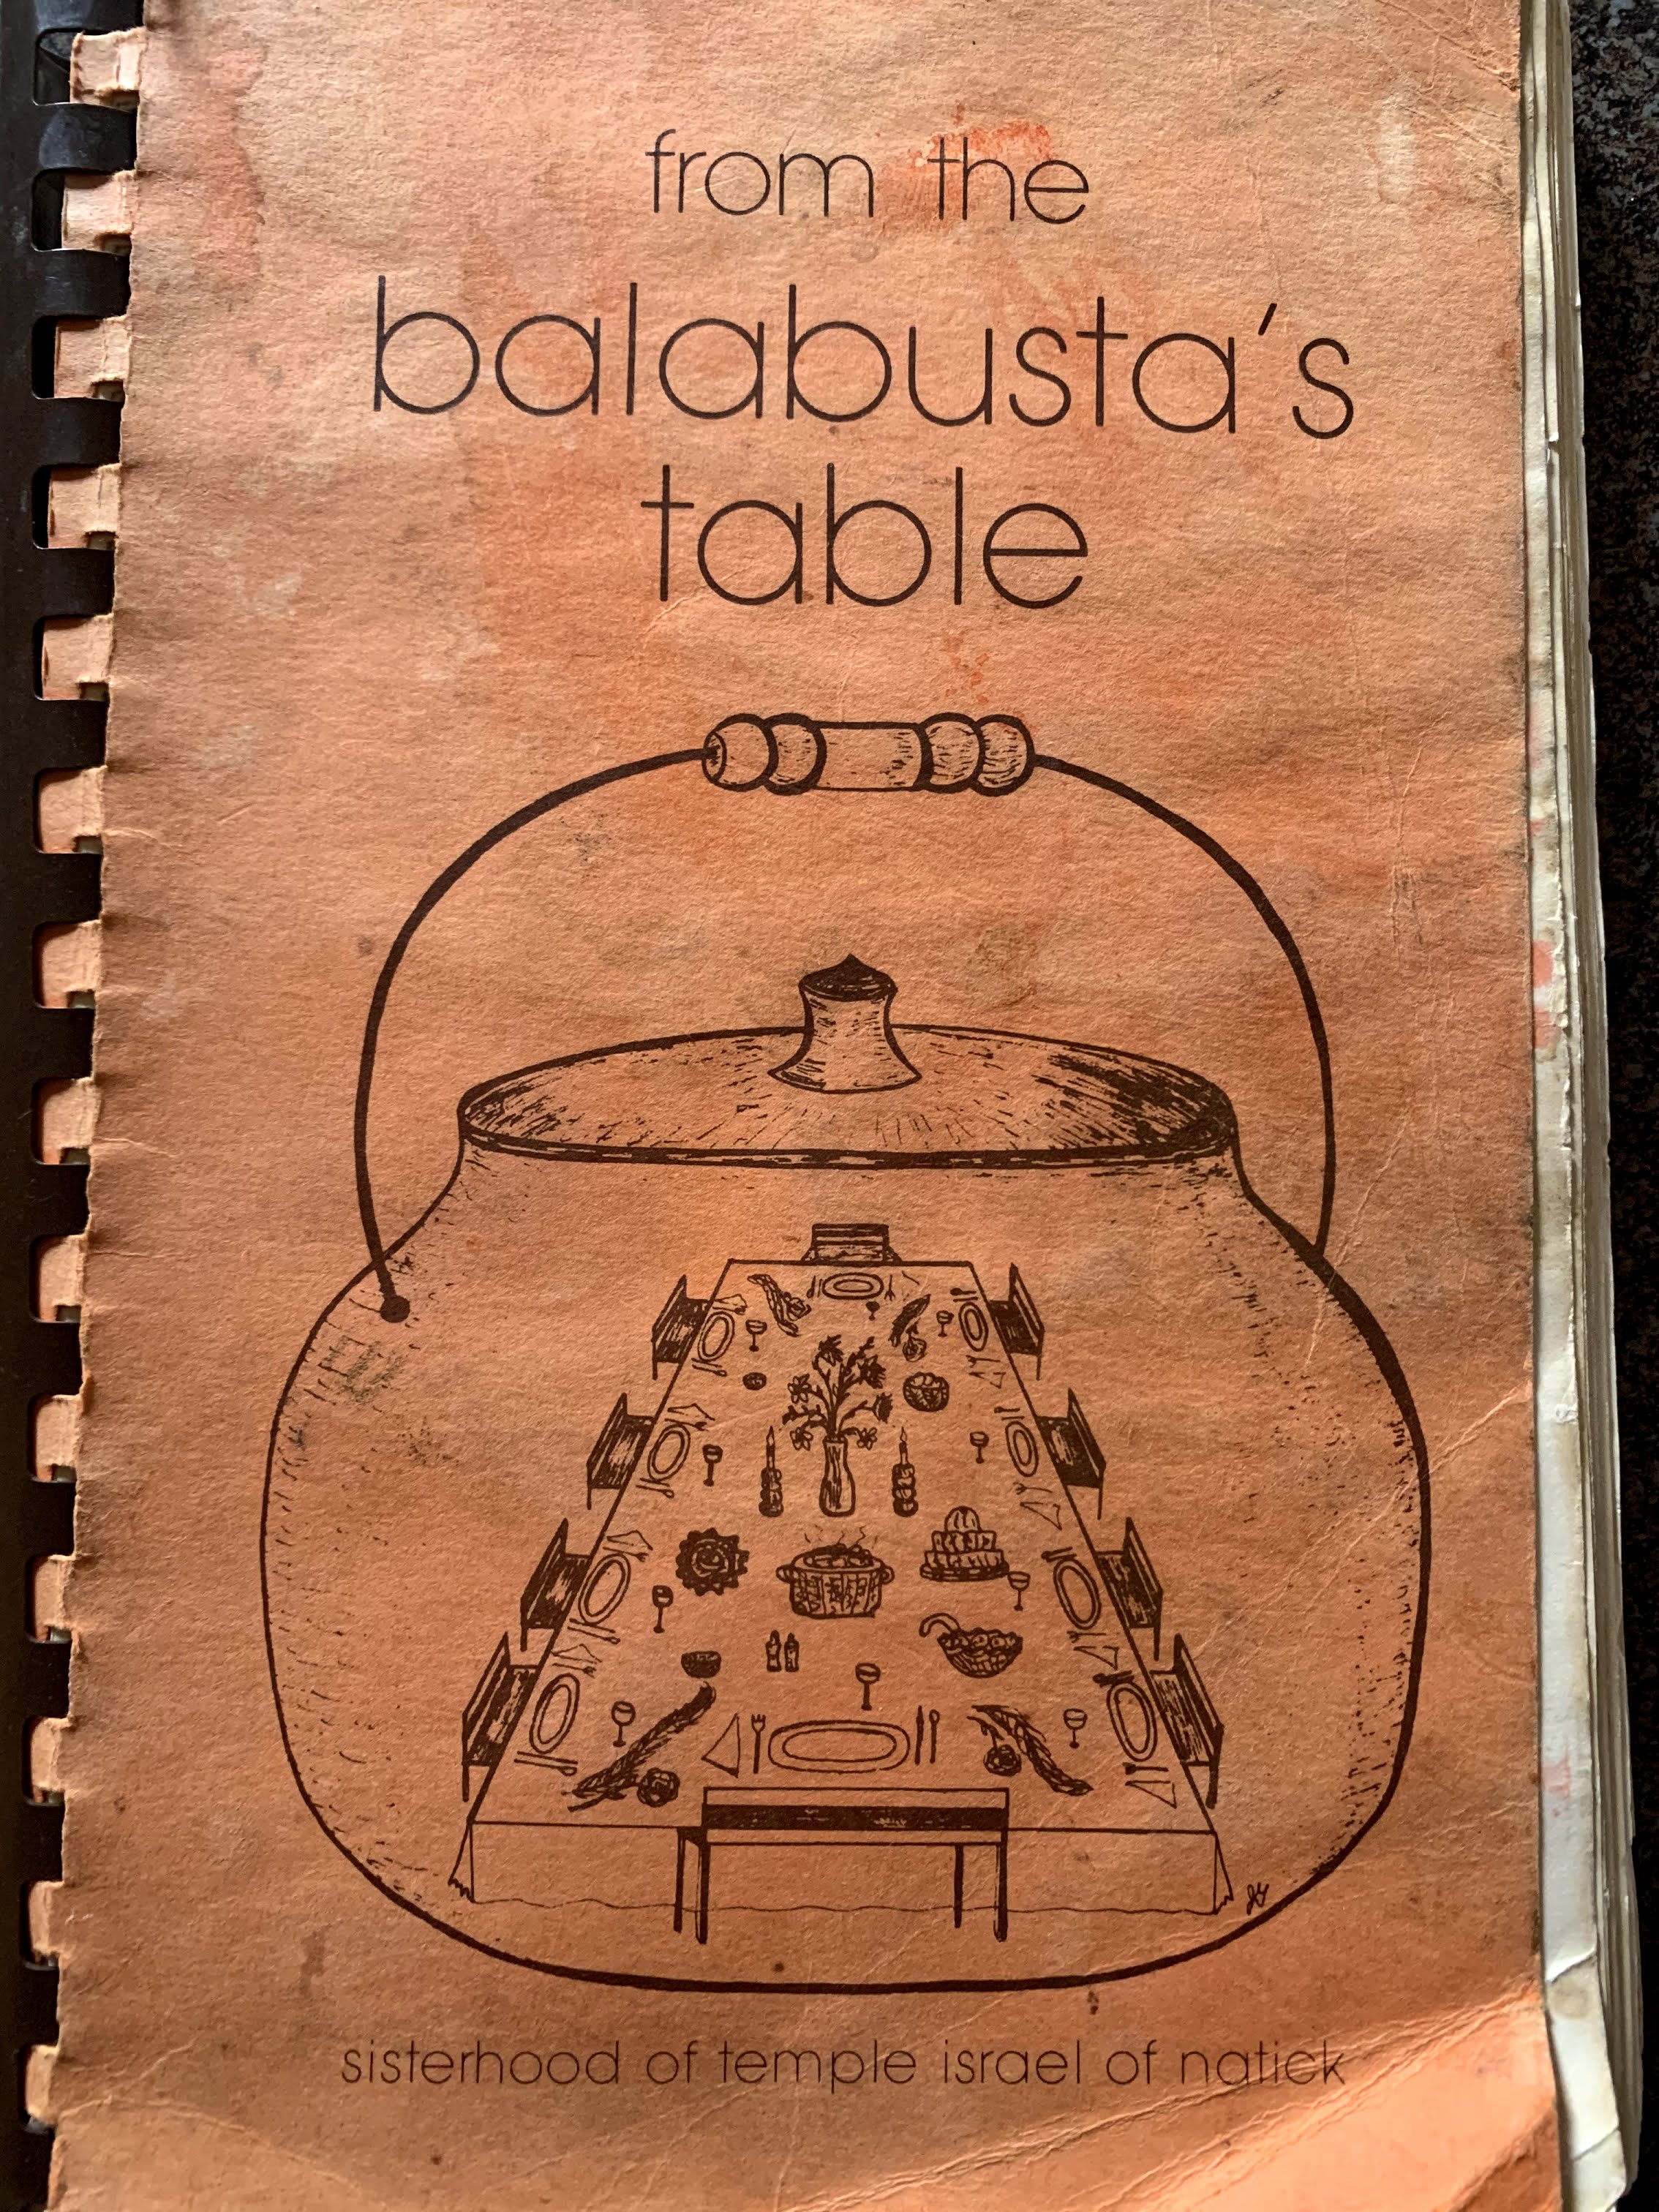 from the
balabusta's
table
sisterhood of temple israel of natick